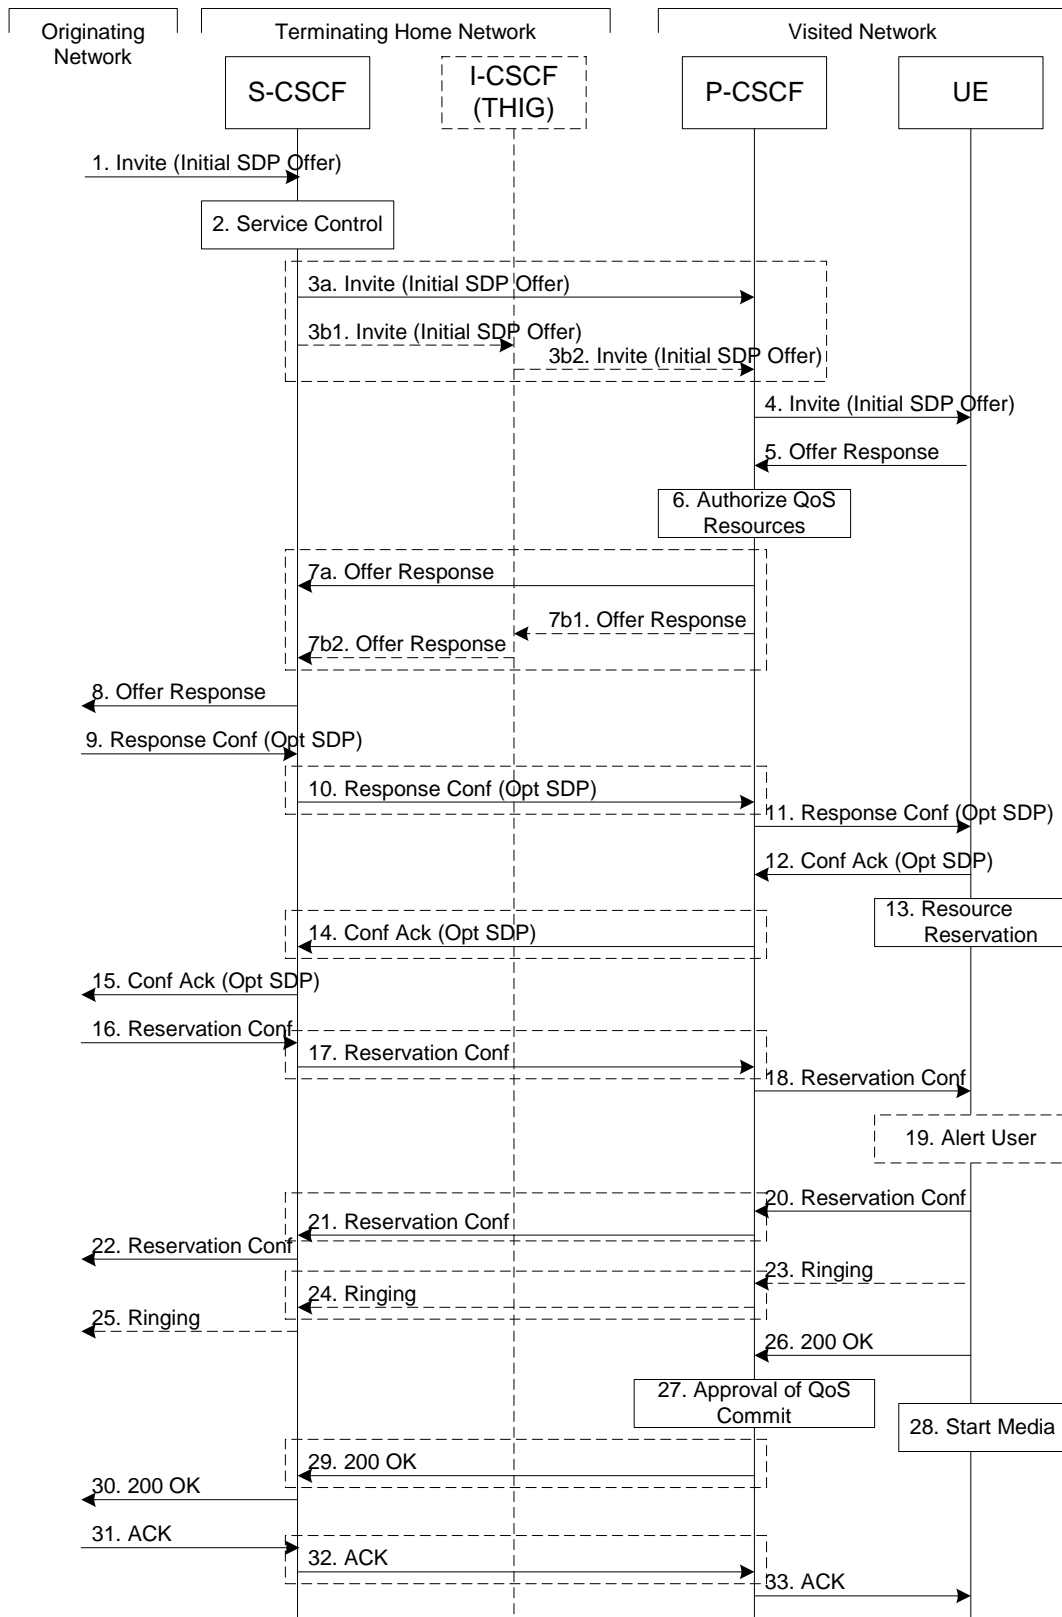 Originating
Network
Terminating Home Network
Visited Network
S-CSCF
I-CSCF
(THIG)
P-CSCF
UE
1. Invite (Initial SDP Offer)
2. Service Control
3a. Invite (Initial SDP Offer)
3b1. Invite (Initial SDP Offer)
3b2. Invite (Initial SDP Offer)
4. Invite (Initial SDP Offer)
5. Offer Response
6. Authorize QoS
Resources
7a. Offer Response
7b1. Offer Response
7b2. Offer Response
8. Offer Response
9. Response Conf (Opt SDP)
10. Response Conf (Opt SDP)
11. Response Conf (Opt SDP)
12. Conf Ack (Opt SDP)
13. Resource
Reservation
14. Conf Ack (Opt SDP)
15. Conf Ack (Opt SDP)
16. Reservation Conf
17. Reservation Conf
18. Reservation Conf
19. Alert User
20. Reservation Conf
21. Reservation Conf
22. Reservation Conf
23. Ringing
24. Ringing
25. Ringing
26. 200 OK
27. Approval of QoS
Commit
28. Start Media
29. 200 OK
30. 200 OK
31. ACK
32. ACK
33. ACK